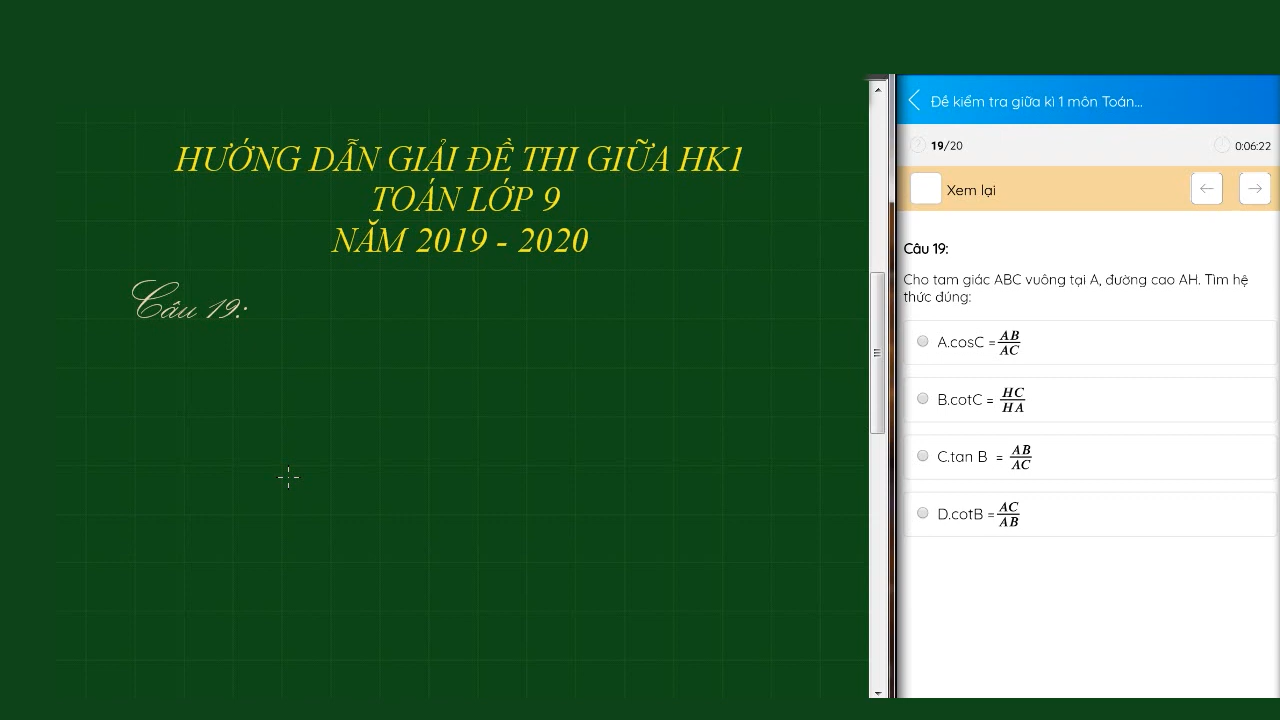 HƯỚNG DẪN GIẢI ĐỀ THI GIỮA HK1
TOÁN LỚP 9
NĂM 2019 - 2020
Câu 19:
Đề kiểm tra giữa kì 1 môn Toán...
19/20
0:06:22
Xem lại
Câu 19:
Cho tam giác ABC vuông tại A, đường cao AH. Tìm hệ
thức đúng:
A.cosC = AB/AC
B.cotC = HC/HA
C.tan B = AB/AC
D.cotB = AC/AB